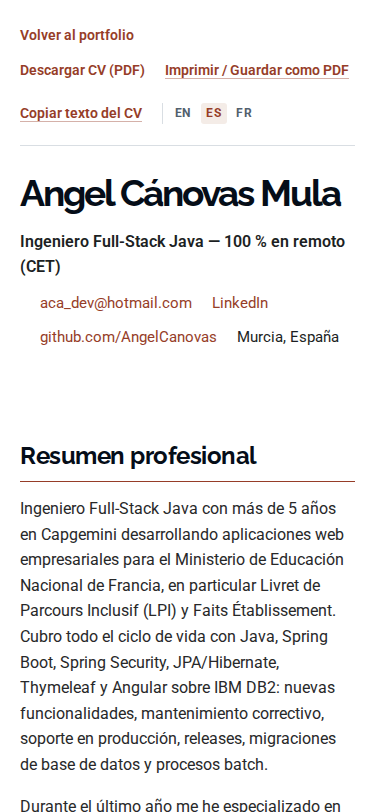 Volver al portfolio
Descargar CV (PDF) Imprimir / Guardar como PDF
Copiar texto del CV EN ES FR
Angel Cánovas Mula
Ingeniero Full-Stack Java — 100 % en remoto
(CET)
aca_dev@hotmail.com LinkedIn
github.com/AngelCanovas Murcia, España
Resumen profesional
Ingeniero Full-Stack Java con más de 5 años
en Capgemini desarrollando aplicaciones web
empresariales para el Ministerio de Educación
Nacional de Francia, en particular Livret de
Parcours Inclusif (LPI) y Faits Établissement.
Cubro todo el ciclo de vida con Java, Spring
Boot, Spring Security, JPA/Hibernate,
Thymeleaf y Angular sobre IBM DB2: nuevas
funcionalidades, mantenimiento correctivo,
soporte en producción, releases, migraciones
de base de datos y procesos batch.
Durante el último año me he especializado en